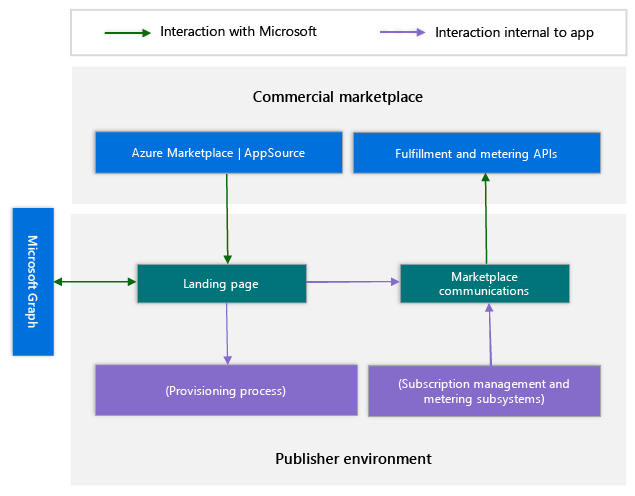 Interaction with Microsoft
Interaction internal to app
Commercial marketplace
Azure Marketplace | AppSource
Fulfillment and metering APIs
Microsoft Graph
Landing page
Marketplace
communications
(Provisioning process)
(Subscription management and
metering subsystems)
Publisher environment